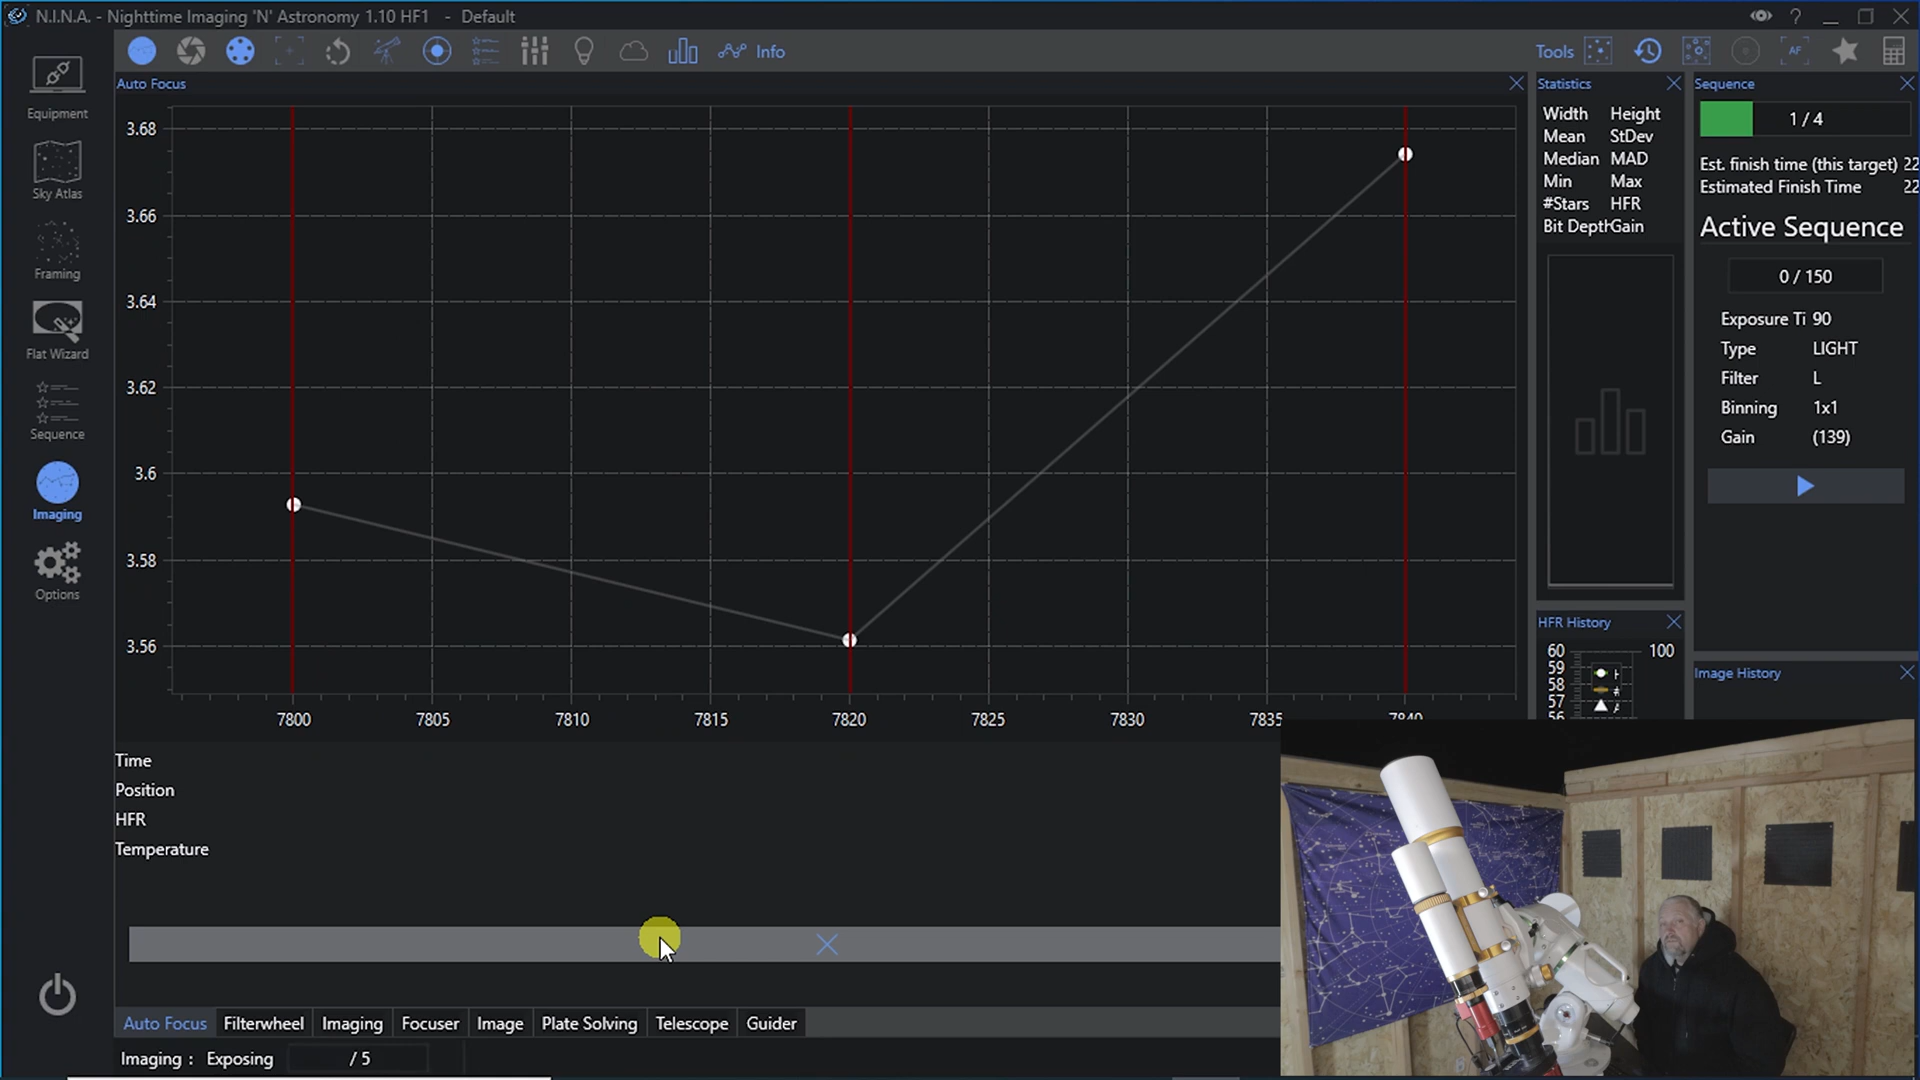 N.I.N.A. - Nighttime Imaging 'N' Astronomy 1.10 HF1 - Default
?
Info
Tools
AF
Equipment
Sky Atlas
Framing
Flat Wizard
Sequence
Imaging
Options
Auto Focus
3.68
3.66
3.64
3.62
3.6
3.58
3.56
7800 7805 7810 7815 7820 7825 7830 7835 7840
Time
Position
HFR
Temperature
Auto Focus Filterwheel Imaging Focuser Image Plate Solving Telescope Guider
Imaging : Exposing / 5
Statistics
Width Height
Mean StDev
Median MAD
Min Max
#Stars HFR
Bit Depth Gain
HFR History
60 100
59
58
57
56
Sequence
1 / 4
Est. finish time (this target) 22
Estimated Finish Time 22
Active Sequence
0 / 150
Exposure Ti 90
Type LIGHT
Filter L
Binning 1x1
Gain (139)
Image History